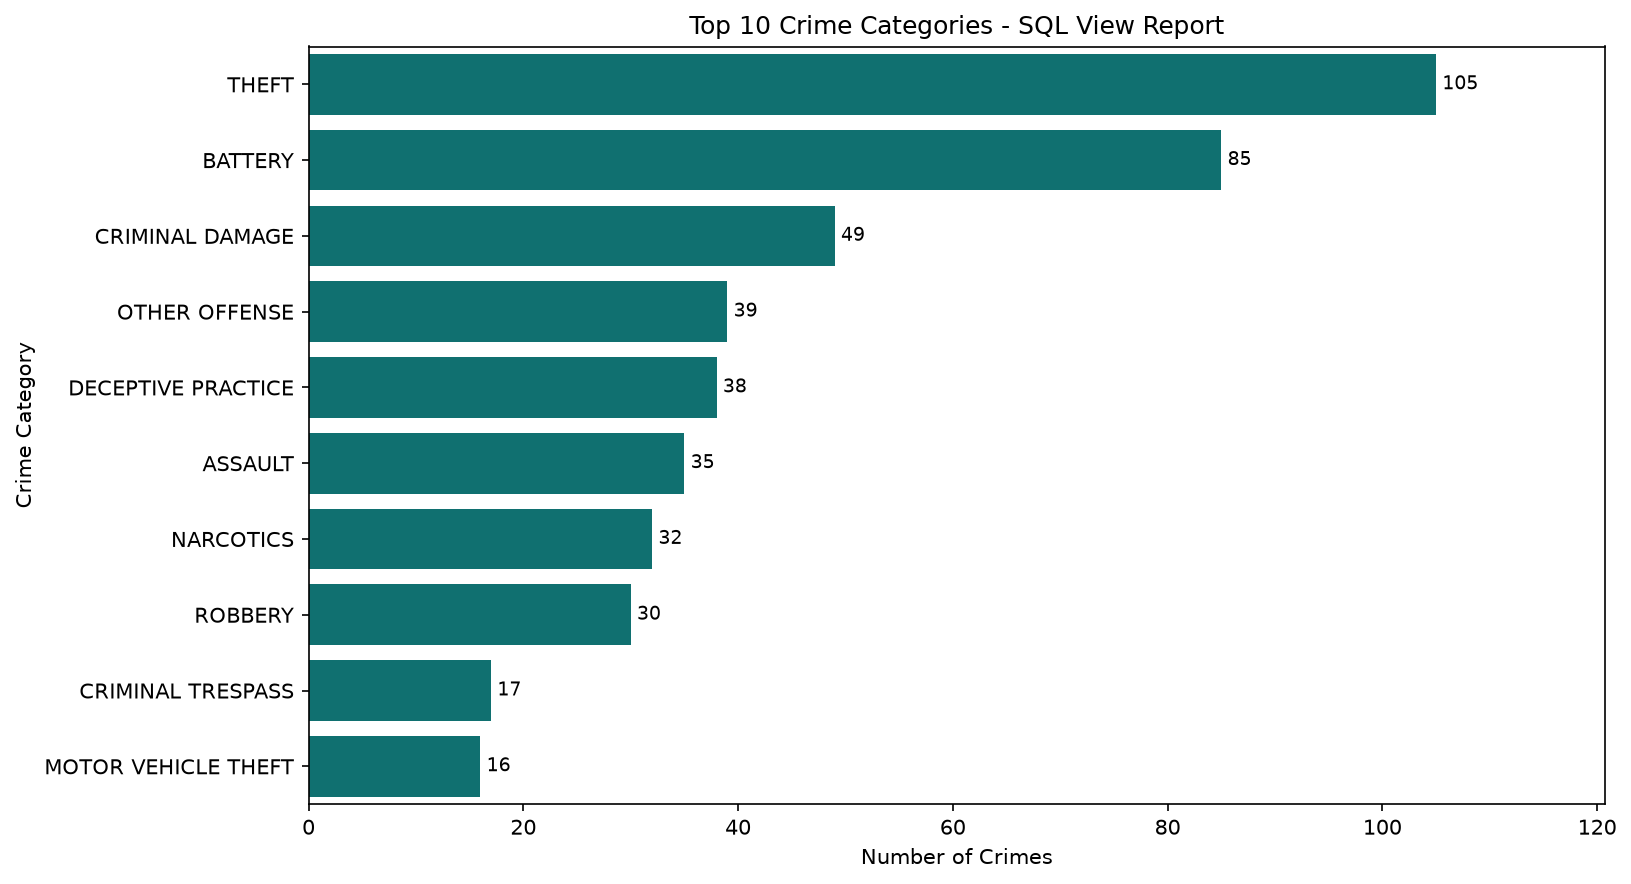 Top 10 Crime Categories - SQL View Report
THEFT
105
BATTERY
85
CRIMINAL DAMAGE
49
OTHER OFFENSE
39
DECEPTIVE PRACTICE
38
ASSAULT
35
NARCOTICS
32
ROBBERY
30
CRIMINAL TRESPASS
17
MOTOR VEHICLE THEFT
16
Crime Category
0 20 40 60 80 100 120
Number of Crimes